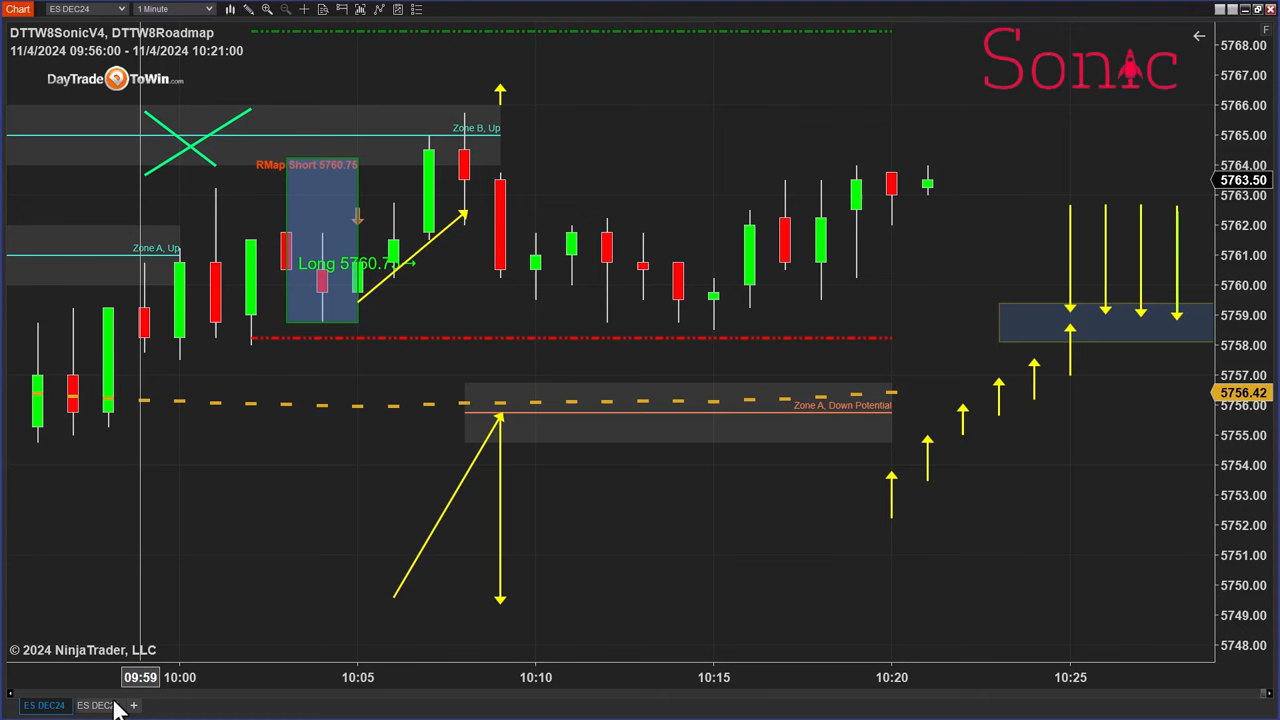 Chart ES DEC24 1 Minute
DTTW8SonicV4, DTTW8Roadmap
11/4/2024 09:56:00 - 11/4/2024 10:21:00
DayTradeToWin.com
Sonic
F
Zone B, Up
RMap Short 5760.75
Zone A, Up
Long 5760.75
Zone A, Down Potential
5768.00
5767.00
5766.00
5765.00
5764.00
5763.50
5763.00
5762.00
5761.00
5760.00
5759.00
5758.00
5757.00
5756.42
5756.00
5755.00
5754.00
5753.00
5752.00
5751.00
5750.00
5749.00
5748.00
© 2024 NinjaTrader, LLC
09:59 10:00 10:05 10:10 10:15 10:20 10:25
ES DEC24 ES DEC2 +